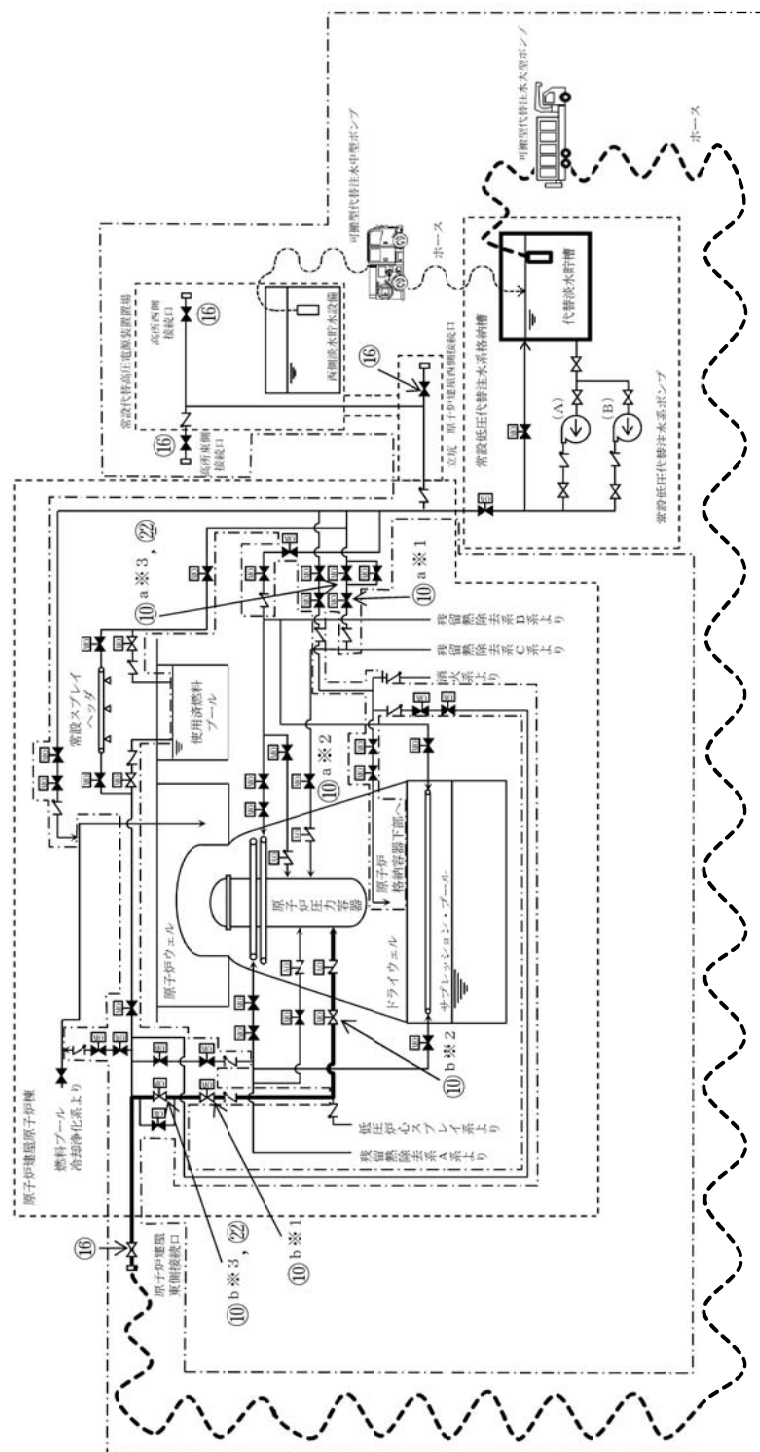 可搬型代替注水大型ポンプ
ホース
可搬型代替注水中型ポンプ
ホース
常設代替高圧電源装置置場
高所西側
接続口
⑯
西側淡水貯水設備
⑯
高所東側
接続口
立坑
原子炉建屋西側接続口
⑯
常設低圧代替注水系格納槽
代替淡水貯槽
(A)
(B)
常設低圧代替注水系ポンプ
原子炉建屋原子炉棟
常設スプレイ
ヘッダ
使用済燃料
プール
⑩a※3,㉒
⑩a※1
⑩a※2
残留熱除去系B系より
残留熱除去系C系より
消火系より
原子炉ウェル
原子炉圧力容器
原子炉
格納容器下部へ
ドライウェル
サプレッション・プール
燃料プール
冷却浄化系より
⑯
原子炉建屋
東側接続口
⑩b※3,㉒
⑩b※1
⑩b※2
低圧炉心スプレイ系より
残留熱除去系A系より